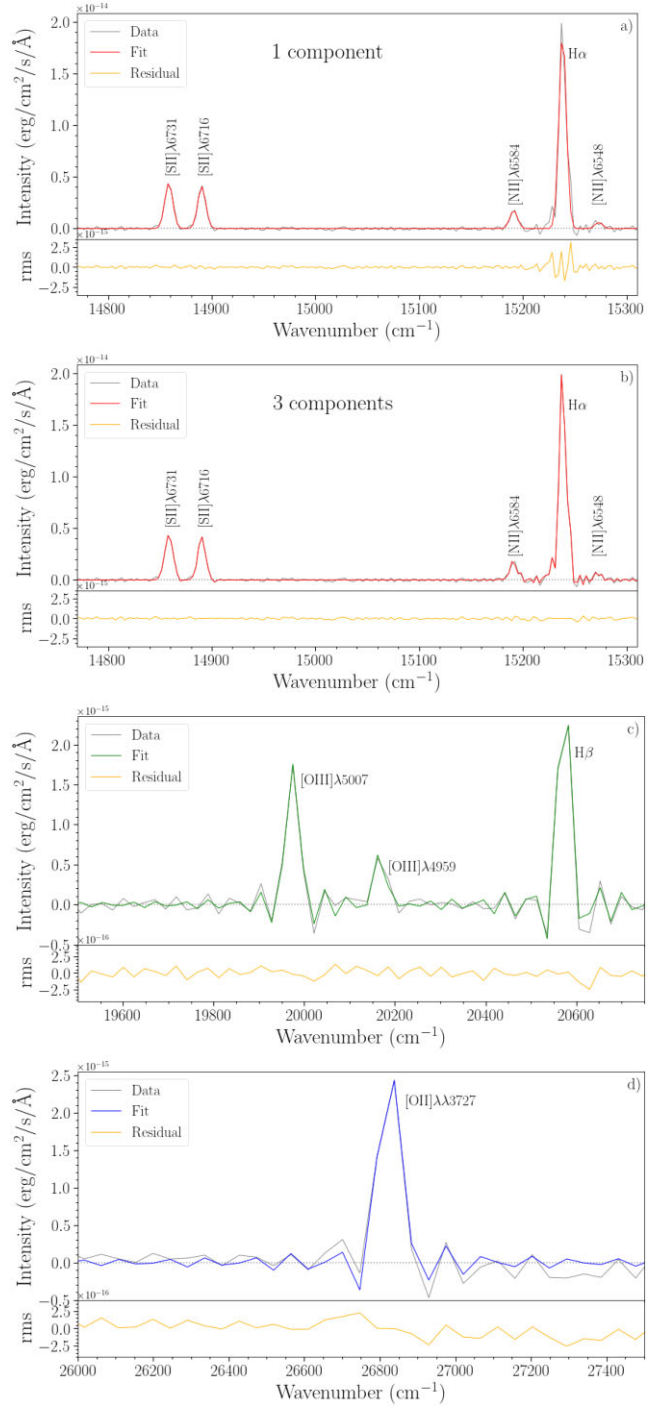 ×10⁻¹⁴
Data
Fit
Residual
1 component
a)
Hα
[SII]λ6731
[SII]λ6716
[NII]λ6584
[NII]λ6548
Intensity (erg/cm²/s/Å)
2.0
1.5
1.0
0.5
0.0
×10⁻¹⁵
rms
2.5
0.0
−2.5
14800 14900 15000 15100 15200 15300
Wavenumber (cm⁻¹)
×10⁻¹⁴
Data
Fit
Residual
3 components
b)
Hα
[SII]λ6731
[SII]λ6716
[NII]λ6584
[NII]λ6548
Intensity (erg/cm²/s/Å)
2.0
1.5
1.0
0.5
0.0
×10⁻¹⁵
rms
2.5
0.0
−2.5
14800 14900 15000 15100 15200 15300
Wavenumber (cm⁻¹)
×10⁻¹⁵
Data
Fit
Residual
c)
[OIII]λ5007
[OIII]λ4959
Hβ
Intensity (erg/cm²/s/Å)
2.0
1.5
1.0
0.5
0.0
−0.5
×10⁻¹⁶
rms
2.5
0.0
−2.5
19600 19800 20000 20200 20400 20600
Wavenumber (cm⁻¹)
×10⁻¹⁵
Data
Fit
Residual
d)
[OII]λλ3727
Intensity (erg/cm²/s/Å)
2.5
2.0
1.5
1.0
0.5
0.0
−0.5
×10⁻¹⁶
rms
2.5
0.0
−2.5
26000 26200 26400 26600 26800 27000 27200 27400
Wavenumber (cm⁻¹)